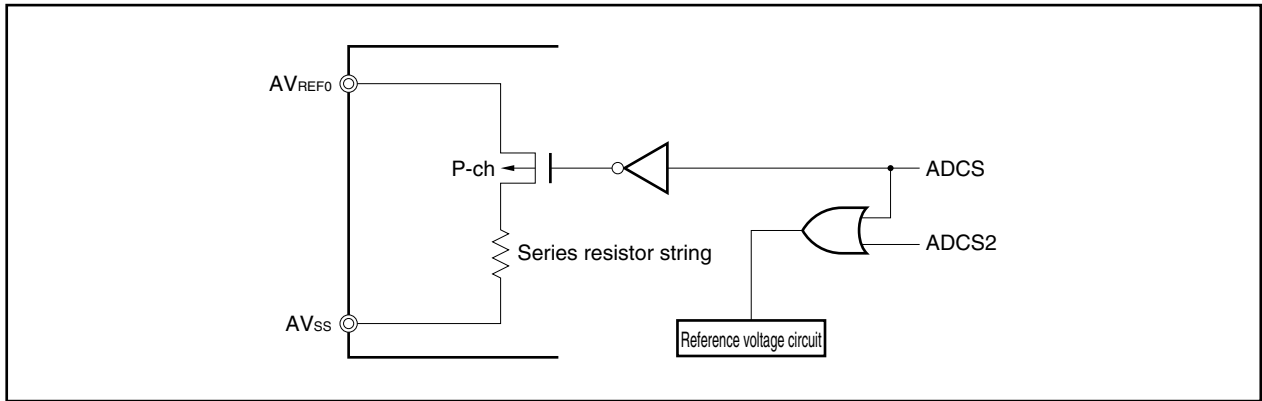 AVREF0
P-ch
ADCS
ADCS2
Series resistor string
AVSS
Reference voltage circuit